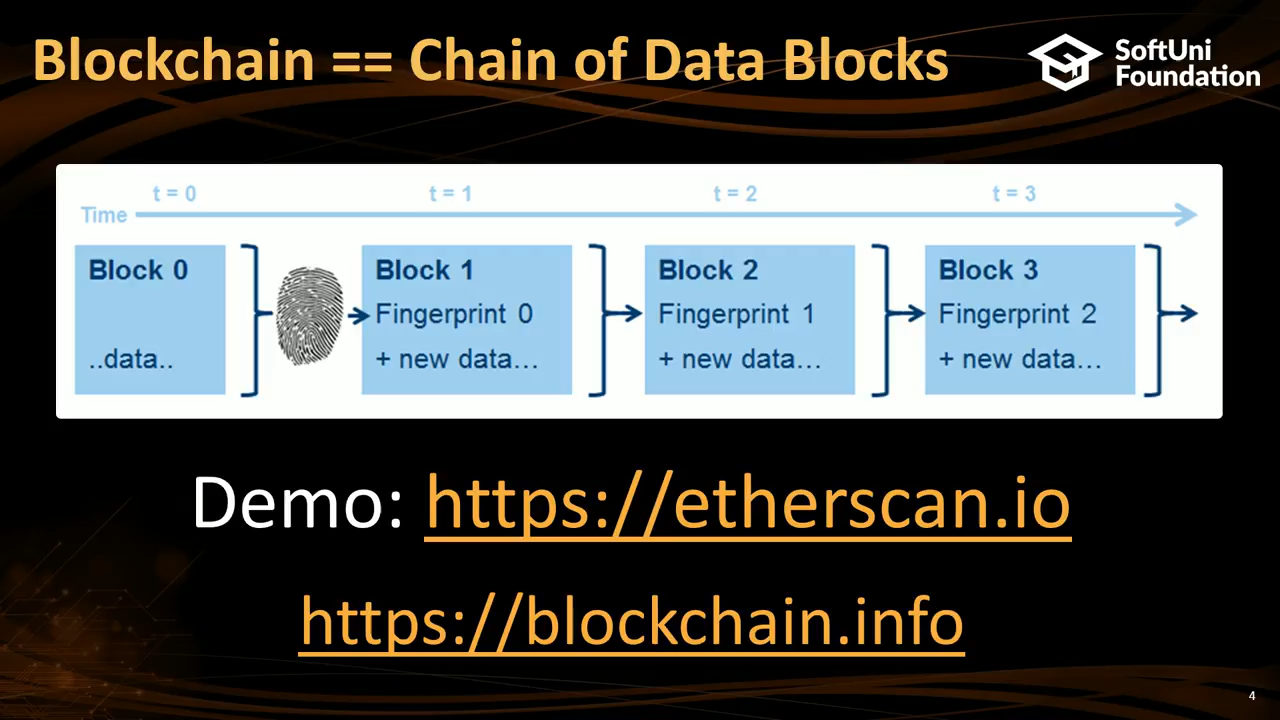 Blockchain == Chain of Data Blocks
SoftUni
Foundation
t = 0
t = 1
t = 2
t = 3
Time
Block 0
..data..
Block 1
Fingerprint 0
+ new data...
Block 2
Fingerprint 1
+ new data...
Block 3
Fingerprint 2
+ new data...
Demo: https://etherscan.io
https://blockchain.info
4